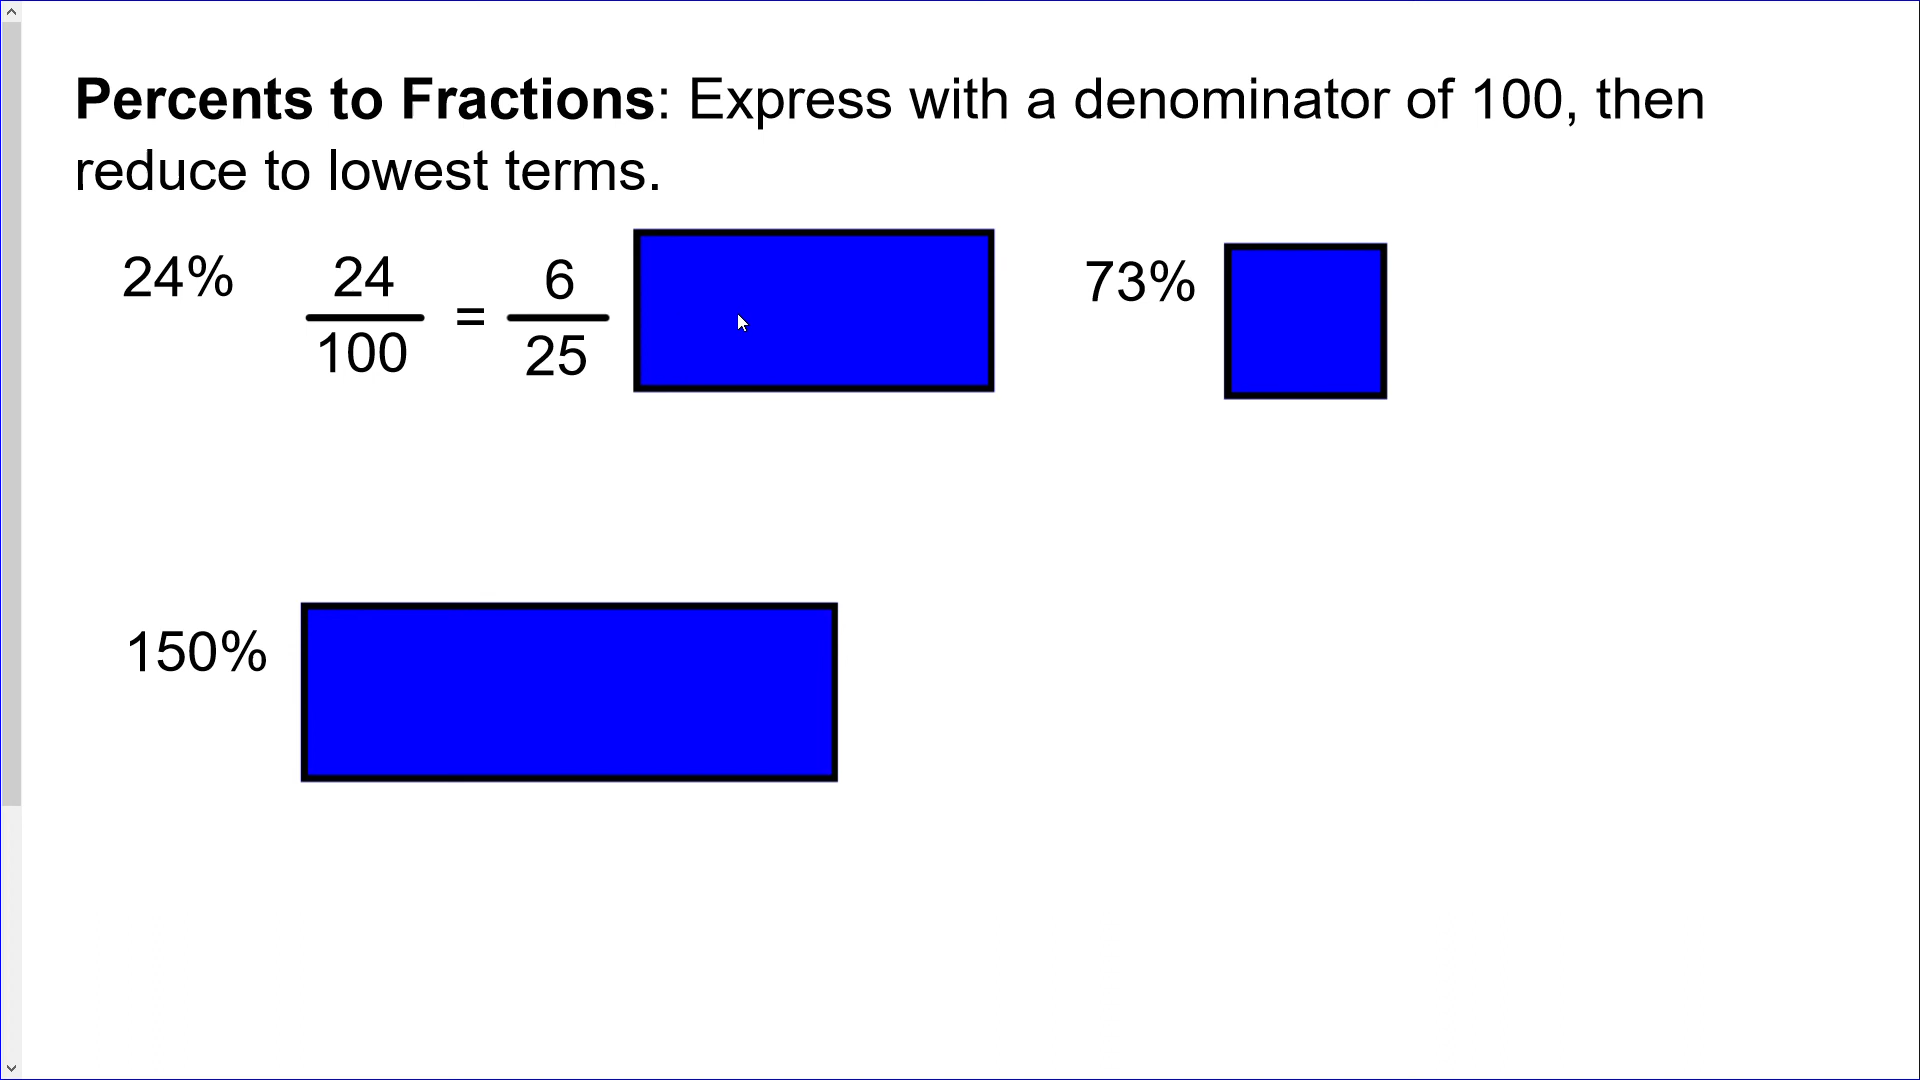 Percents to Fractions: Express with a denominator of 100, then
reduce to lowest terms.
24% 24/100 = 6/25
73%
150%